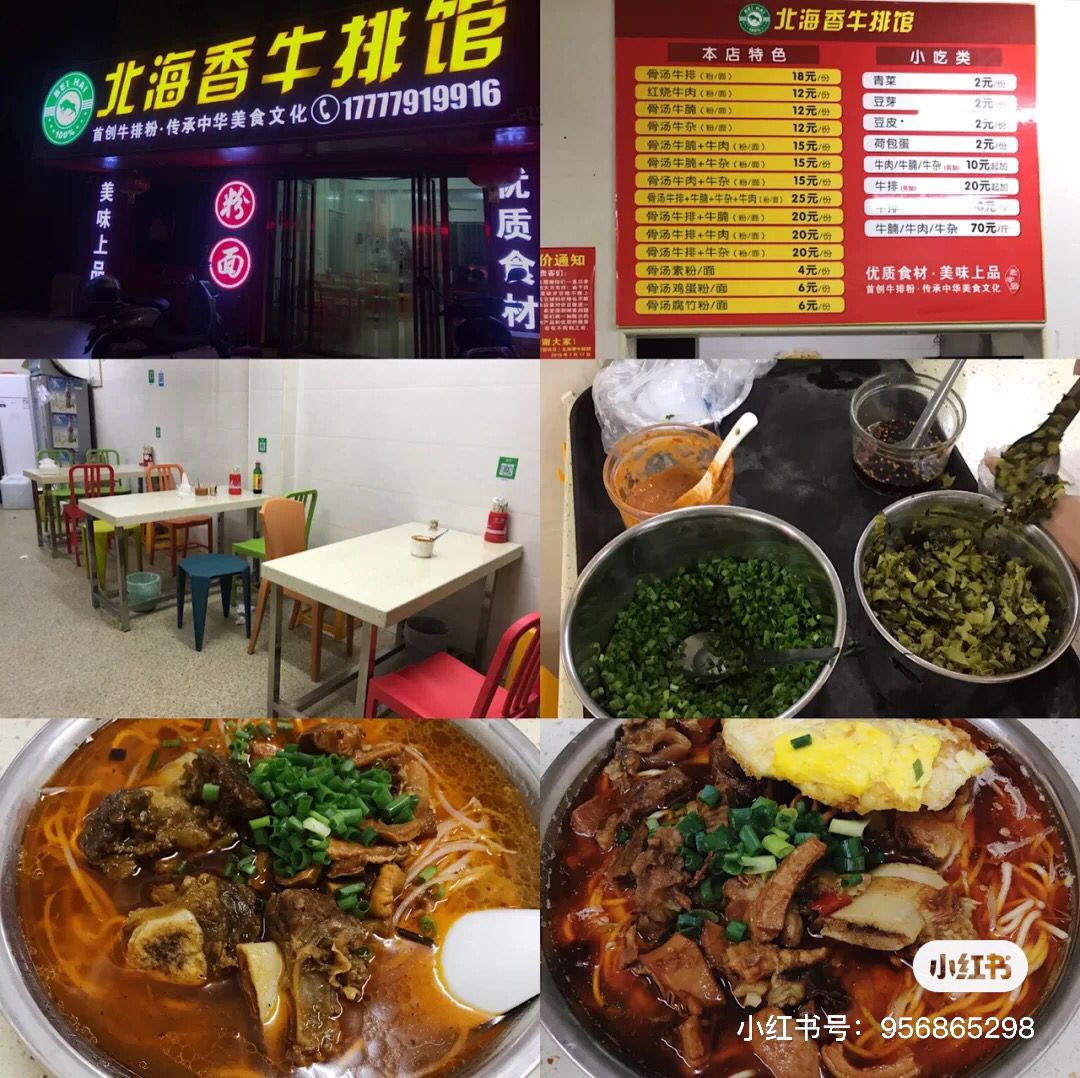 北海香牛排馆
BEI HAI
100%
首创牛排粉·传承中华美食文化 17777919916
美味上品
粉
面
优质食材
BEI HAI
100%
北海香牛排馆
本店特色
骨汤牛排（粉/面） 18元/份
红烧牛肉（粉/面） 12元/份
骨汤牛腩（粉/面） 12元/份
骨汤牛杂（粉/面） 12元/份
骨汤牛腩+牛肉（粉/面） 15元/份
骨汤牛腩+牛杂（粉/面） 15元/份
骨汤牛肉+牛杂（粉/面） 15元/份
骨汤牛排+牛腩+牛杂+牛肉（粉/面） 25元/份
骨汤牛排+牛腩（粉/面） 20元/份
骨汤牛排+牛肉（粉/面） 20元/份
骨汤牛排+牛杂（粉/面） 20元/份
骨汤素粉/面 4元/份
骨汤鸡蛋粉/面 6元/份
骨汤腐竹粉/面 6元/份
小吃类
青菜 2元/份
豆芽 2元/份
豆皮 2元/份
荷包蛋 2元/份
牛肉/牛腩/牛杂 10元起加
牛排 20元起加
牛排
牛腩/牛肉/牛杂 70元/斤
优质食材·美味上品
首创牛排粉·传承中华美食文化
价通知
谢大家！
小红书
小红书号：956865298